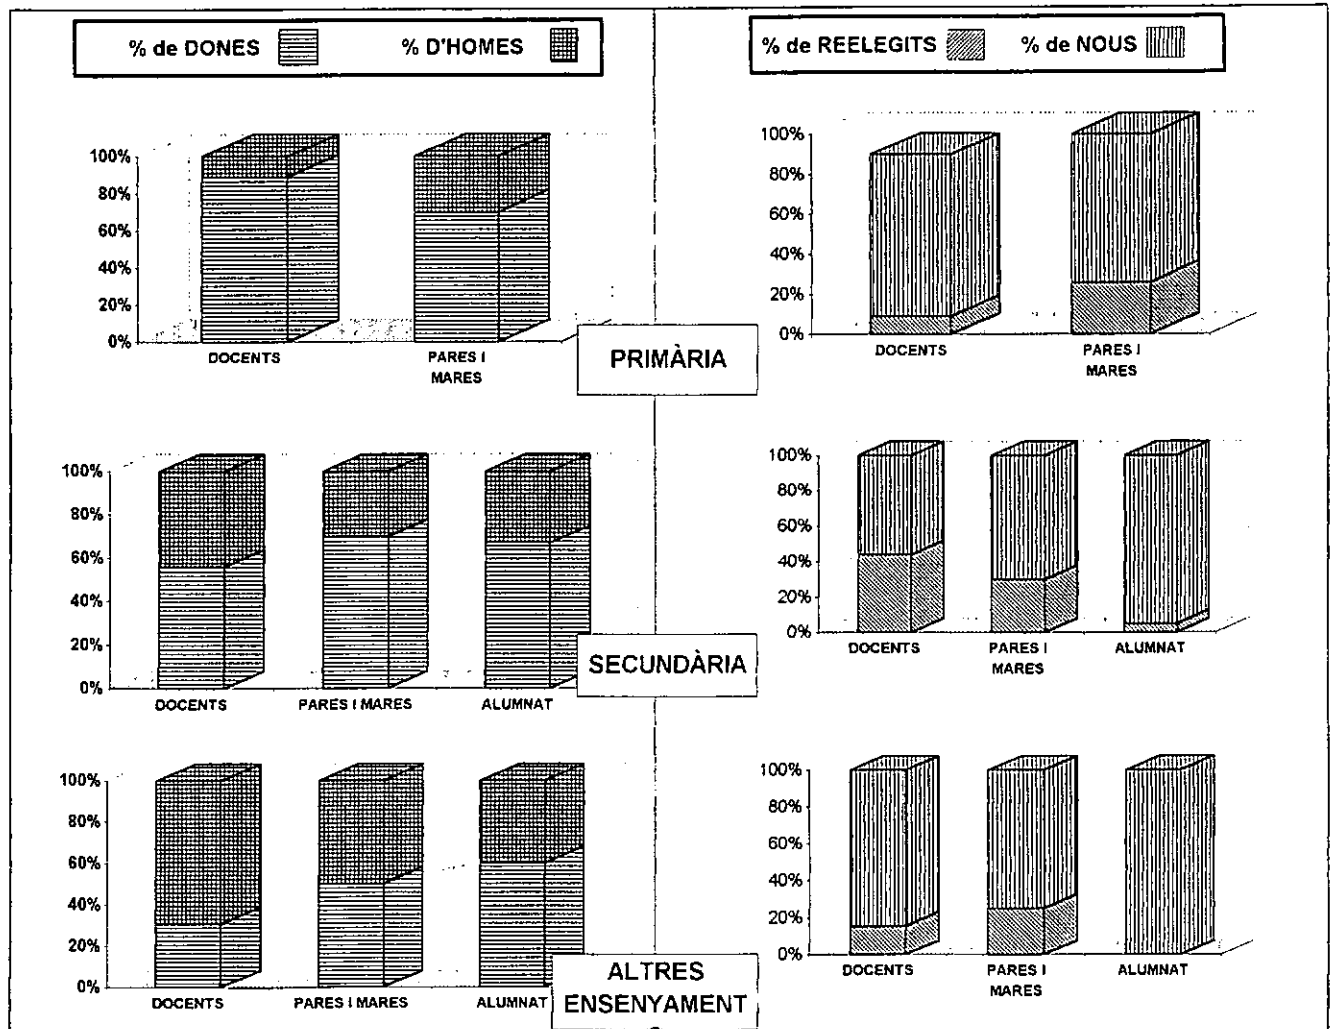 % de DONES % D'HOMES
% de REELEGITS % de NOUS
100%
80%
60%
40%
20%
0%
DOCENTS
PARES I
MARES
100%
80%
60%
40%
20%
0%
DOCENTS
PARES I
MARES
PRIMÀRIA
100%
80%
60%
40%
20%
0%
DOCENTS PARES I MARES ALUMNAT
100%
80%
60%
40%
20%
0%
DOCENTS
PARES I
MARES
ALUMNAT
SECUNDÀRIA
100%
80%
60%
40%
20%
0%
DOCENTS PARES I MARES ALUMNAT
100%
80%
60%
40%
20%
0%
DOCENTS
PARES I
MARES
ALUMNAT
ALTRES
ENSENYAMENT